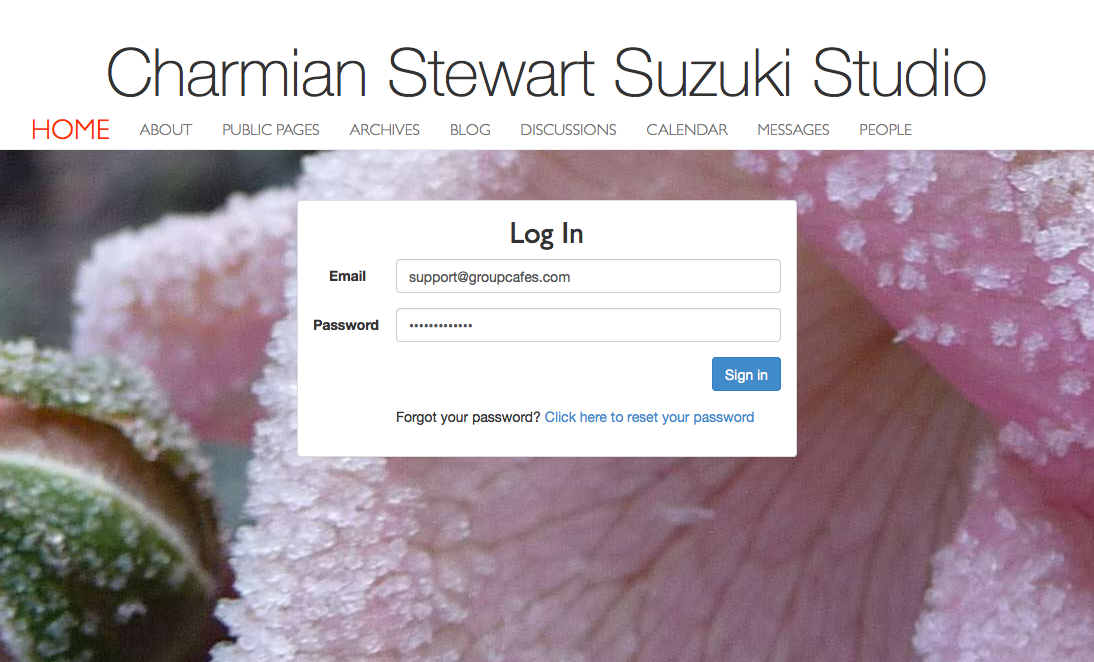 Charmian Stewart Suzuki Studio
HOME ABOUT PUBLIC PAGES ARCHIVES BLOG DISCUSSIONS CALENDAR MESSAGES PEOPLE
Log In
Email support@groupcafes.com
Password •••••••••••••
Sign in
Forgot your password? Click here to reset your password